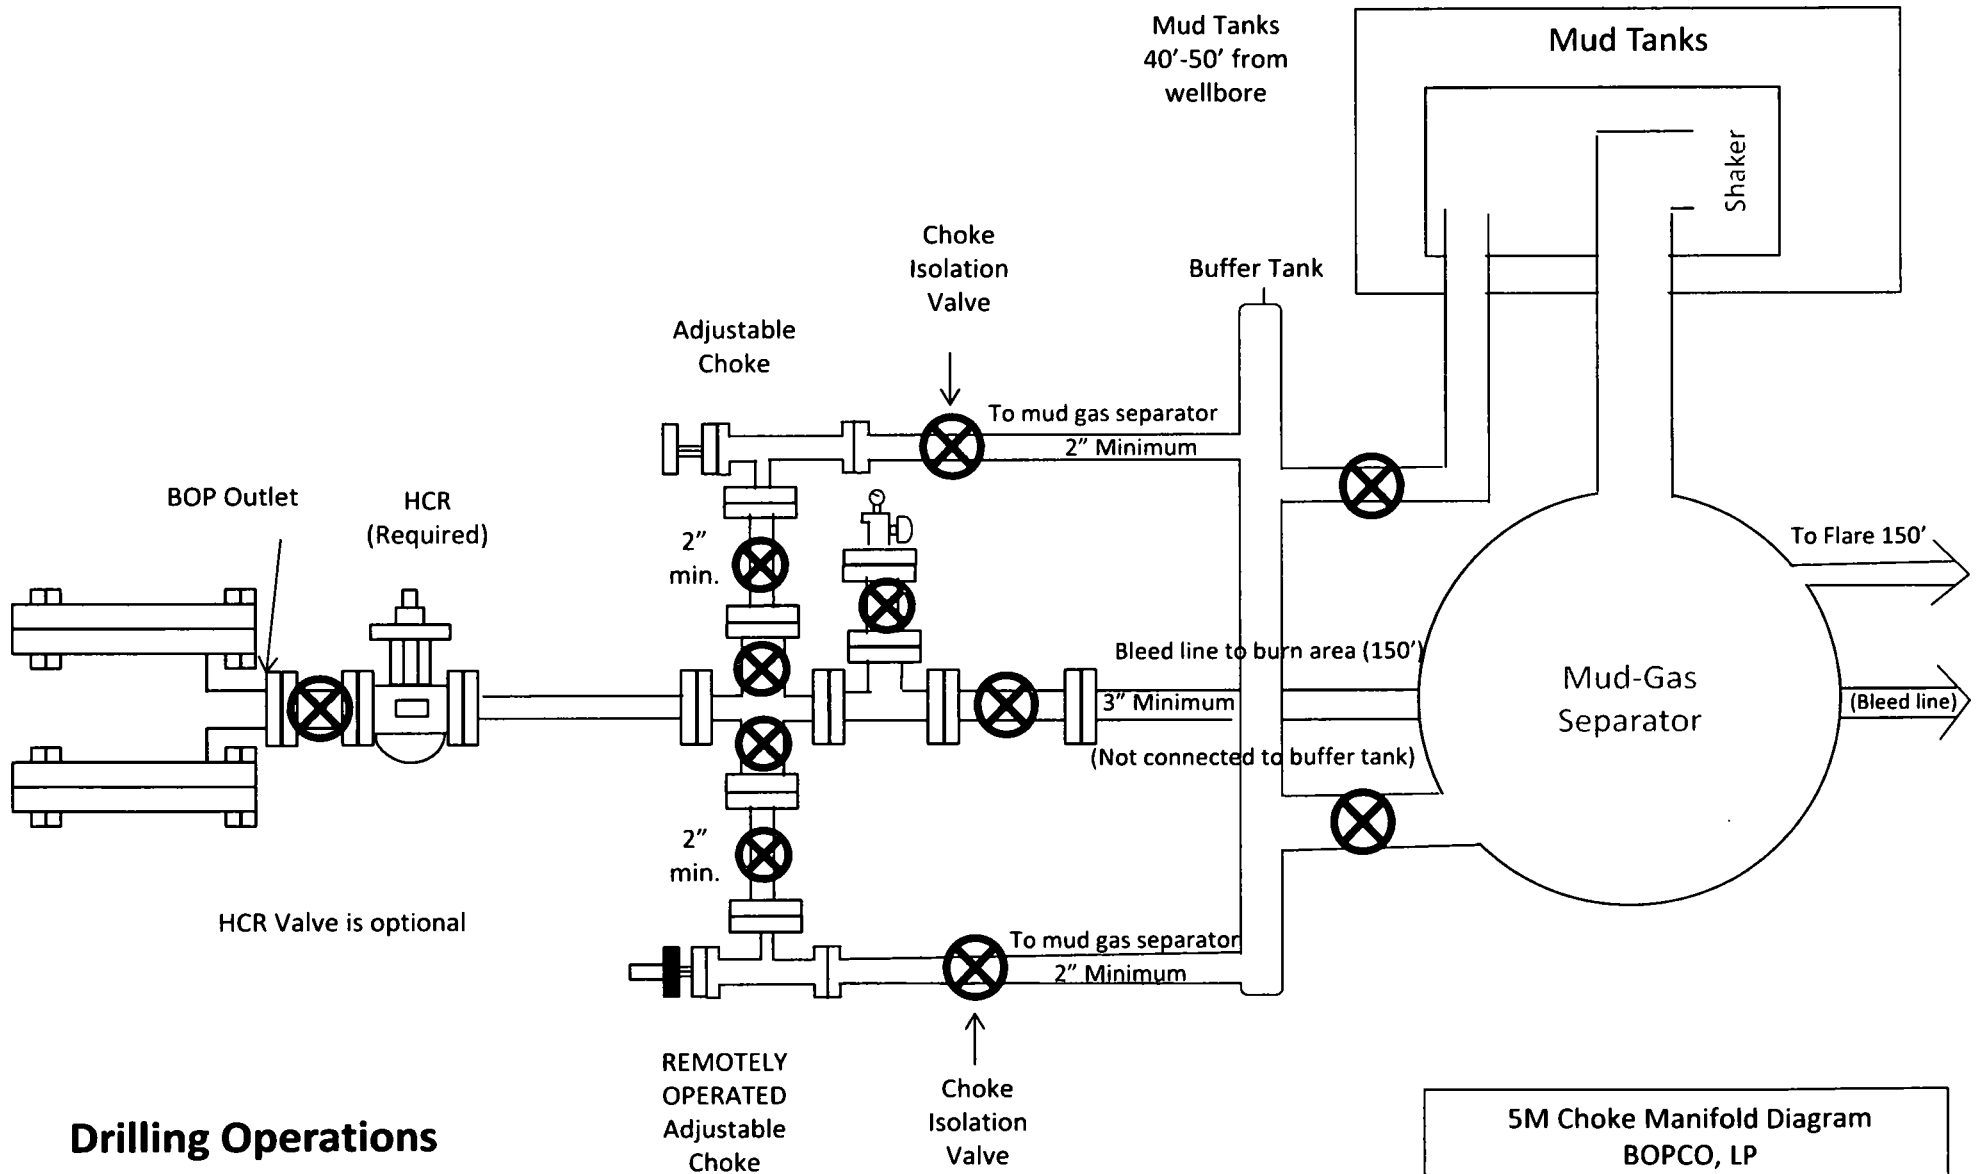 Mud Tanks
40'-50' from
wellbore
Mud Tanks
Shaker
Choke
Isolation
Valve
Buffer Tank
Adjustable
Choke
To mud gas separator
2" Minimum
BOP Outlet
HCR
(Required)
2"
min.
To Flare 150'
Bleed line to burn area (150')
3" Minimum
(Not connected to buffer tank)
Mud-Gas
Separator
(Bleed line)
2"
min.
HCR Valve is optional
To mud gas separator
2" Minimum
REMOTELY
OPERATED
Adjustable
Choke
Choke
Isolation
Valve
Drilling Operations
5M Choke Manifold Diagram
BOPCO, LP